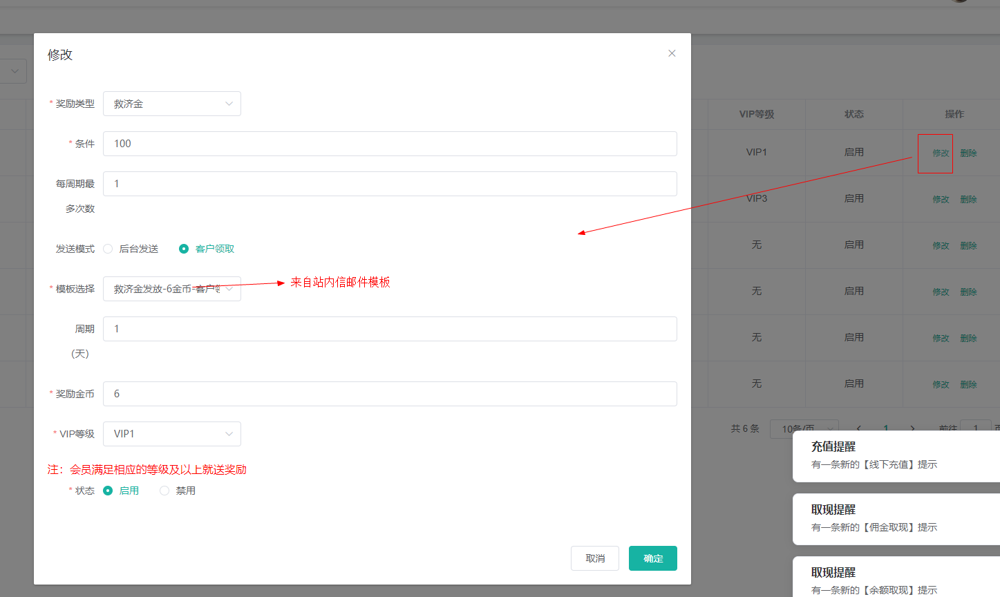 修改
* 奖励类型 救济金
* 条件 100
每周期最多次数 1
发送模式 后台发送 客户领取
* 模板选择 救济金发放-6金币-客户领
来自站内信邮件模板
周期（天） 1
* 奖励金币 6
* VIP等级 VIP1
注：会员满足相应的等级及以上就送奖励
* 状态 启用 禁用
取消 确定
VIP等级 状态 操作
VIP1 启用 修改 删除
VIP3 启用 修改 删除
无 启用 修改 删除
无 启用 修改 删除
无 启用 修改 删除
无 启用 修改 删除
共 6 条 10条/页 1 前往 1 页
充值提醒
有一条新的【线下充值】提示
取现提醒
有一条新的【佣金取现】提示
取现提醒
有一条新的【余额取现】提示